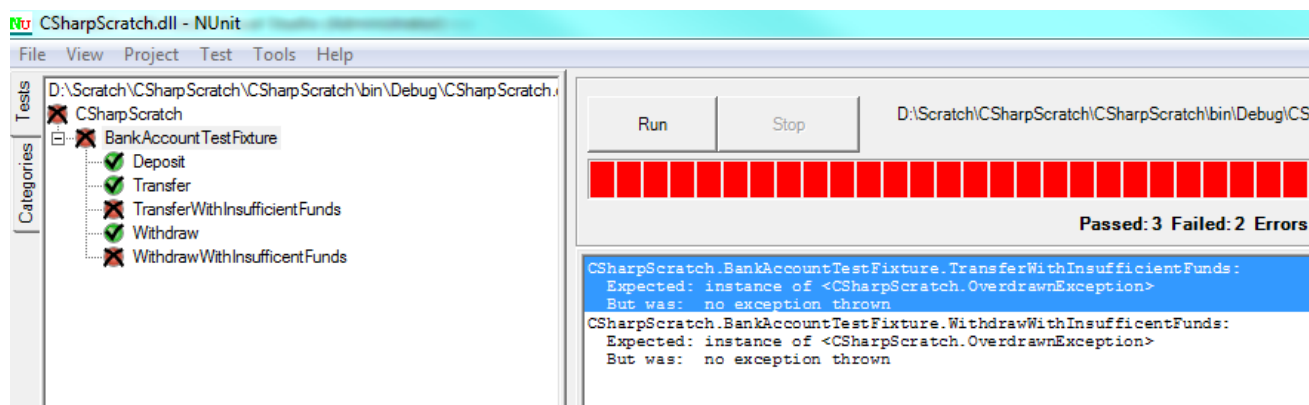 NU CSharpScratch.dll - NUnit
File View Project Test Tools Help
Tests
Categories
D:\Scratch\CSharpScratch\CSharpScratch\bin\Debug\CSharpScratch.
CSharpScratch
BankAccountTestFixture
Deposit
Transfer
TransferWithInsufficientFunds
Withdraw
WithdrawWithInsufficentFunds
Run
Stop
D:\Scratch\CSharpScratch\CSharpScratch\bin\Debug\CS
Passed: 3 Failed: 2 Errors
CSharpScratch.BankAccountTestFixture.TransferWithInsufficientFunds:
Expected: instance of <CSharpScratch.OverdrawnException>
But was: no exception thrown
CSharpScratch.BankAccountTestFixture.WithdrawWithInsufficentFunds:
Expected: instance of <CSharpScratch.OverdrawnException>
But was: no exception thrown